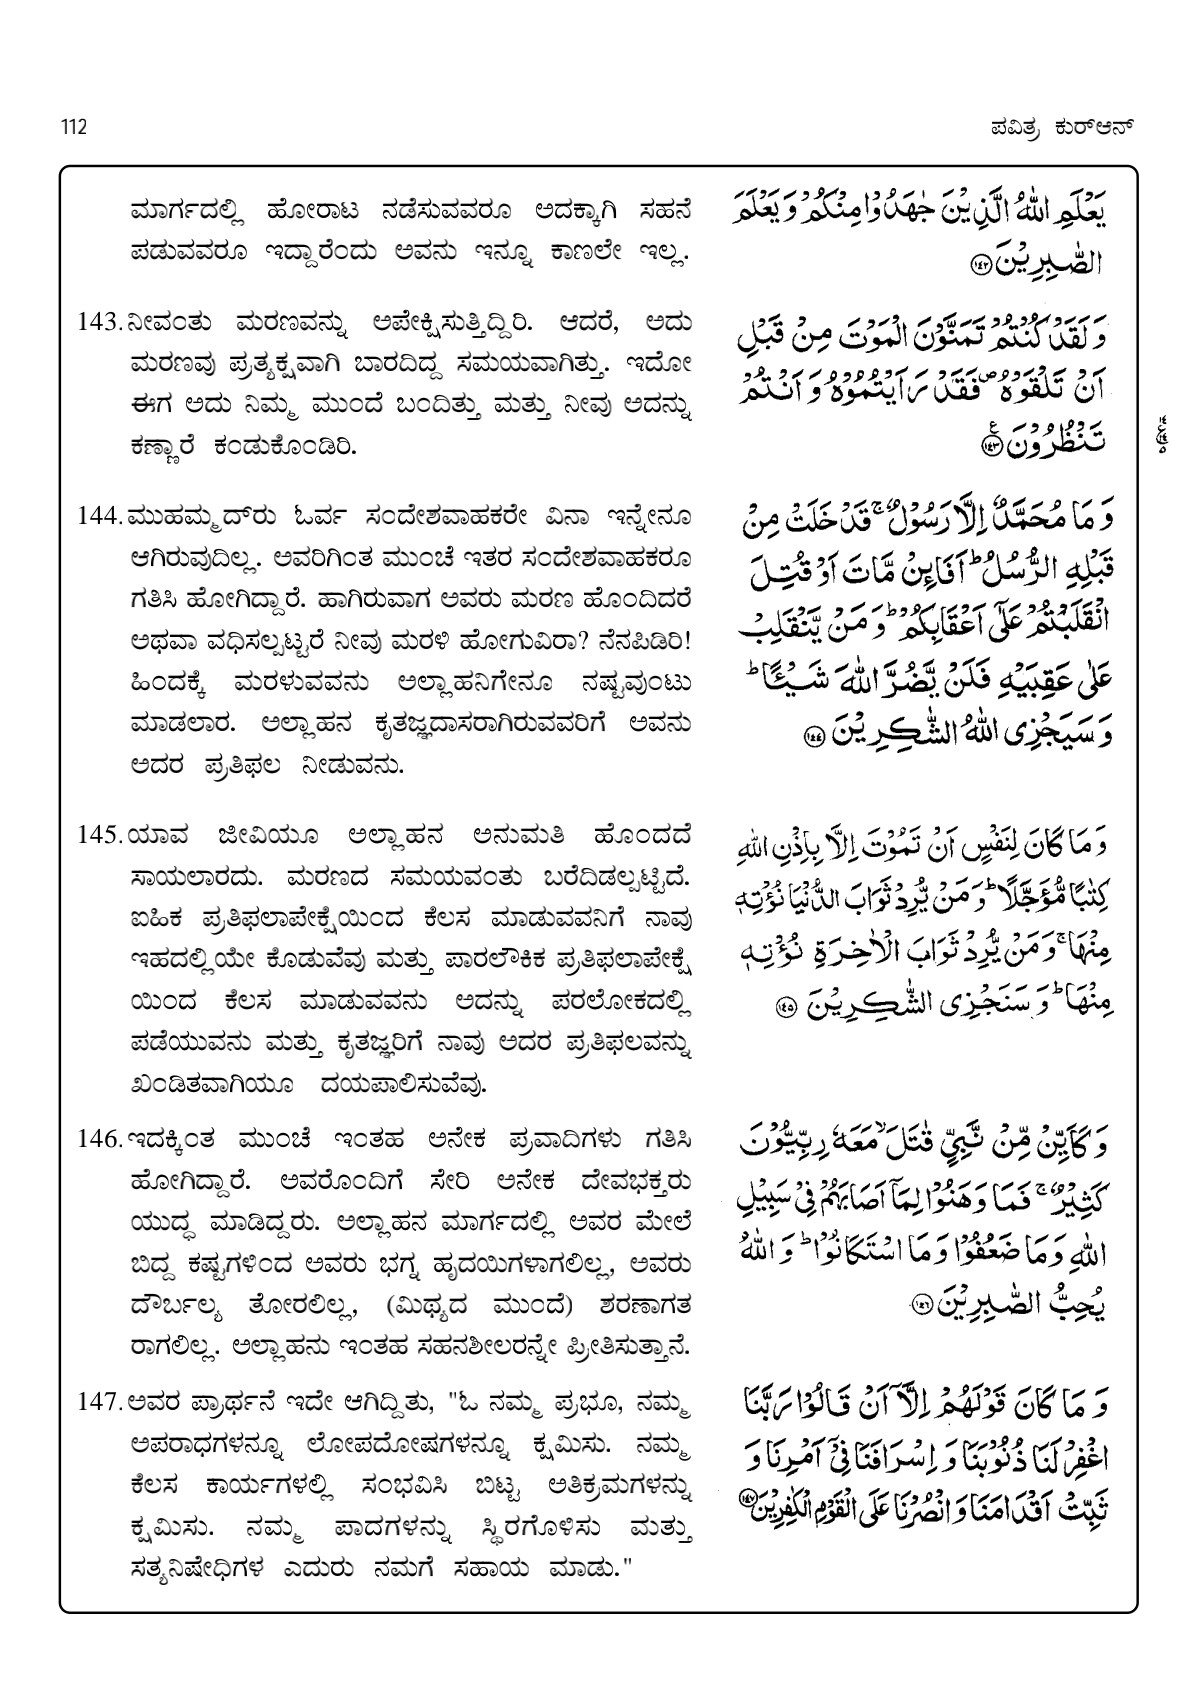 112
ಪವಿತ್ರ ಕುರ್‌ಆನ್
ಮಾರ್ಗದಲ್ಲಿ ಹೋರಾಟ ನಡೆಸುವವರೂ ಅದಕ್ಕಾಗಿ ಸಹನೆ
ಪಡುವವರೂ ಇದ್ದಾರೆಂದು ಅವನು ಇನ್ನೂ ಕಾಣಲೇ ಇಲ್ಲ.
143. ನೀವಂತು ಮರಣವನ್ನು ಅಪೇಕ್ಷಿಸುತ್ತಿದ್ದಿರಿ. ಆದರೆ, ಅದು
ಮರಣವು ಪ್ರತ್ಯಕ್ಷವಾಗಿ ಬಾರದಿದ್ದ ಸಮಯವಾಗಿತ್ತು. ಇದೋ
ಈಗ ಅದು ನಿಮ್ಮ ಮುಂದೆ ಬಂದಿತ್ತು ಮತ್ತು ನೀವು ಅದನ್ನು
ಕಣ್ಣಾರೆ ಕಂಡುಕೊಂಡಿರಿ.
144. ಮುಹಮ್ಮದ್‌ರು ಓರ್ವ ಸಂದೇಶವಾಹಕರೇ ವಿನಾ ಇನ್ನೇನೂ
ಆಗಿರುವುದಿಲ್ಲ. ಅವರಿಗಿಂತ ಮುಂಚೆ ಇತರ ಸಂದೇಶವಾಹಕರೂ
ಗತಿಸಿ ಹೋಗಿದ್ದಾರೆ. ಹಾಗಿರುವಾಗ ಅವರು ಮರಣ ಹೊಂದಿದರೆ
ಅಥವಾ ವಧಿಸಲ್ಪಟ್ಟರೆ ನೀವು ಮರಳಿ ಹೋಗುವಿರಾ? ನೆನಪಿಡಿರಿ!
ಹಿಂದಕ್ಕೆ ಮರಳುವವನು ಅಲ್ಲಾಹನಿಗೇನೂ ನಷ್ಟವುಂಟು
ಮಾಡಲಾರ. ಅಲ್ಲಾಹನ ಕೃತಜ್ಞದಾಸರಾಗಿರುವವರಿಗೆ ಅವನು
ಅದರ ಪ್ರತಿಫಲ ನೀಡುವನು.
145. ಯಾವ ಜೀವಿಯೂ ಅಲ್ಲಾಹನ ಅನುಮತಿ ಹೊಂದದೆ
ಸಾಯಲಾರದು. ಮರಣದ ಸಮಯವಂತು ಬರೆದಿಡಲ್ಪಟ್ಟಿದೆ.
ಐಹಿಕ ಪ್ರತಿಫಲಾಪೇಕ್ಷೆಯಿಂದ ಕೆಲಸ ಮಾಡುವವನಿಗೆ ನಾವು
ಇಹದಲ್ಲಿಯೇ ಕೊಡುವೆವು ಮತ್ತು ಪಾರಲೌಕಿಕ ಪ್ರತಿಫಲಾಪೇಕ್ಷೆ
ಯಿಂದ ಕೆಲಸ ಮಾಡುವವನು ಅದನ್ನು ಪರಲೋಕದಲ್ಲಿ
ಪಡೆಯುವನು ಮತ್ತು ಕೃತಜ್ಞರಿಗೆ ನಾವು ಅದರ ಪ್ರತಿಫಲವನ್ನು
ಖಂಡಿತವಾಗಿಯೂ ದಯಪಾಲಿಸುವೆವು.
146. ಇದಕ್ಕಿಂತ ಮುಂಚೆ ಇಂತಹ ಅನೇಕ ಪ್ರವಾದಿಗಳು ಗತಿಸಿ
ಹೋಗಿದ್ದಾರೆ. ಅವರೊಂದಿಗೆ ಸೇರಿ ಅನೇಕ ದೇವಭಕ್ತರು
ಯುದ್ಧ ಮಾಡಿದ್ದರು. ಅಲ್ಲಾಹನ ಮಾರ್ಗದಲ್ಲಿ ಅವರ ಮೇಲೆ
ಬಿದ್ದ ಕಷ್ಟಗಳಿಂದ ಅವರು ಭಗ್ನ ಹೃದಯಿಗಳಾಗಲಿಲ್ಲ, ಅವರು
ದೌರ್ಬಲ್ಯ ತೋರಲಿಲ್ಲ, (ಮಿಥ್ಯದ ಮುಂದೆ) ಶರಣಾಗತ
ರಾಗಲಿಲ್ಲ. ಅಲ್ಲಾಹನು ಇಂತಹ ಸಹನಶೀಲರನ್ನೇ ಪ್ರೀತಿಸುತ್ತಾನೆ.
147. ಅವರ ಪ್ರಾರ್ಥನೆ ಇದೇ ಆಗಿದ್ದಿತು, "ಓ ನಮ್ಮ ಪ್ರಭೂ, ನಮ್ಮ
ಅಪರಾಧಗಳನ್ನೂ ಲೋಪದೋಷಗಳನ್ನೂ ಕ್ಷಮಿಸು. ನಮ್ಮ
ಕೆಲಸ ಕಾರ್ಯಗಳಲ್ಲಿ ಸಂಭವಿಸಿ ಬಿಟ್ಟ ಅತಿಕ್ರಮಗಳನ್ನು
ಕ್ಷಮಿಸು. ನಮ್ಮ ಪಾದಗಳನ್ನು ಸ್ಥಿರಗೊಳಿಸು ಮತ್ತು
ಸತ್ಯನಿಷೇಧಿಗಳ ಎದುರು ನಮಗೆ ಸಹಾಯ ಮಾಡು."
يَعْلَمِ اللّٰهُ الَّذِيْنَ جٰهَدُوْا مِنْكُمْ وَيَعْلَمَ
الصّٰبِرِيْنَ ۝١٤٢
وَلَقَدْ كُنْتُمْ تَمَنَّوْنَ الْمَوْتَ مِنْ قَبْلِ
اَنْ تَلْقَوْهُ ۖ فَقَدْ رَاَيْتُمُوْهُ وَاَنْتُمْ
تَنْظُرُوْنَ ۝١٤٣
وَمَا مُحَمَّدٌ اِلَّا رَسُوْلٌ ۚ قَدْ خَلَتْ مِنْ
قَبْلِهِ الرُّسُلُ ؕ اَفَا۟ئِنْ مَّاتَ اَوْ قُتِلَ
انْقَلَبْتُمْ عَلٰٓى اَعْقَابِكُمْ ؕ وَمَنْ يَّنْقَلِبْ
عَلٰى عَقِبَيْهِ فَلَنْ يَّضُرَّ اللّٰهَ شَيْـًٔا ؕ
وَسَيَجْزِى اللّٰهُ الشّٰكِرِيْنَ ۝١٤٤
وَمَا كَانَ لِنَفْسٍ اَنْ تَمُوْتَ اِلَّا بِاِذْنِ اللّٰهِ
كِتٰبًا مُّؤَجَّلًا ؕ وَمَنْ يُّرِدْ ثَوَابَ الدُّنْيَا نُؤْتِهٖ
مِنْهَا ۚ وَمَنْ يُّرِدْ ثَوَابَ الْاٰخِرَةِ نُؤْتِهٖ
مِنْهَا ؕ وَسَنَجْزِى الشّٰكِرِيْنَ ۝١٤٥
وَكَاَيِّنْ مِّنْ نَّبِيٍّ قٰتَلَ ۙ مَعَهٗ رِبِّيُّوْنَ
كَثِيْرٌ ۚ فَمَا وَهَنُوْا لِمَآ اَصَابَهُمْ فِيْ سَبِيْلِ
اللّٰهِ وَمَا ضَعُفُوْا وَمَا اسْتَكَانُوْا ؕ وَاللّٰهُ
يُحِبُّ الصّٰبِرِيْنَ ۝١٤٦
وَمَا كَانَ قَوْلَهُمْ اِلَّآ اَنْ قَالُوْا رَبَّنَا
اغْفِرْ لَنَا ذُنُوْبَنَا وَاِسْرَافَنَا فِيْٓ اَمْرِنَا وَ
ثَبِّتْ اَقْدَامَنَا وَانْصُرْنَا عَلَى الْقَوْمِ الْكٰفِرِيْنَ ۝١٤٧